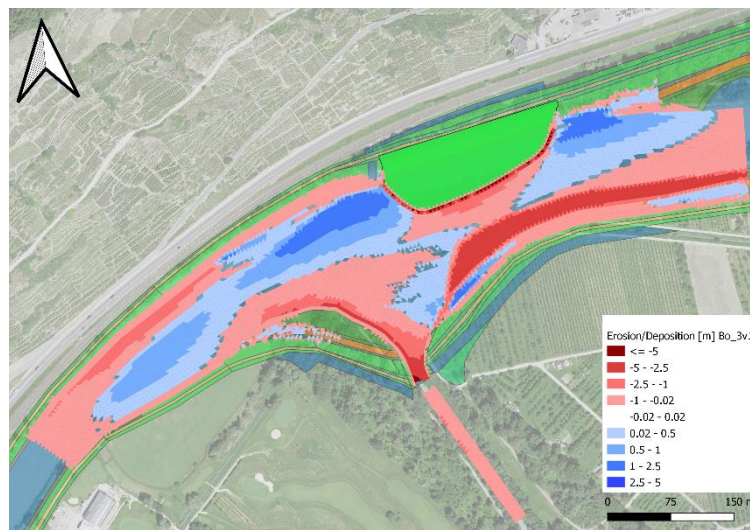 Erosion/Deposition [m] Bo_3v.
<= -5
-5 - -2.5
-2.5 - -1
-1 - -0.02
-0.02 - 0.02
0.02 - 0.5
0.5 - 1
1 - 2.5
2.5 - 5
0 75 150 m